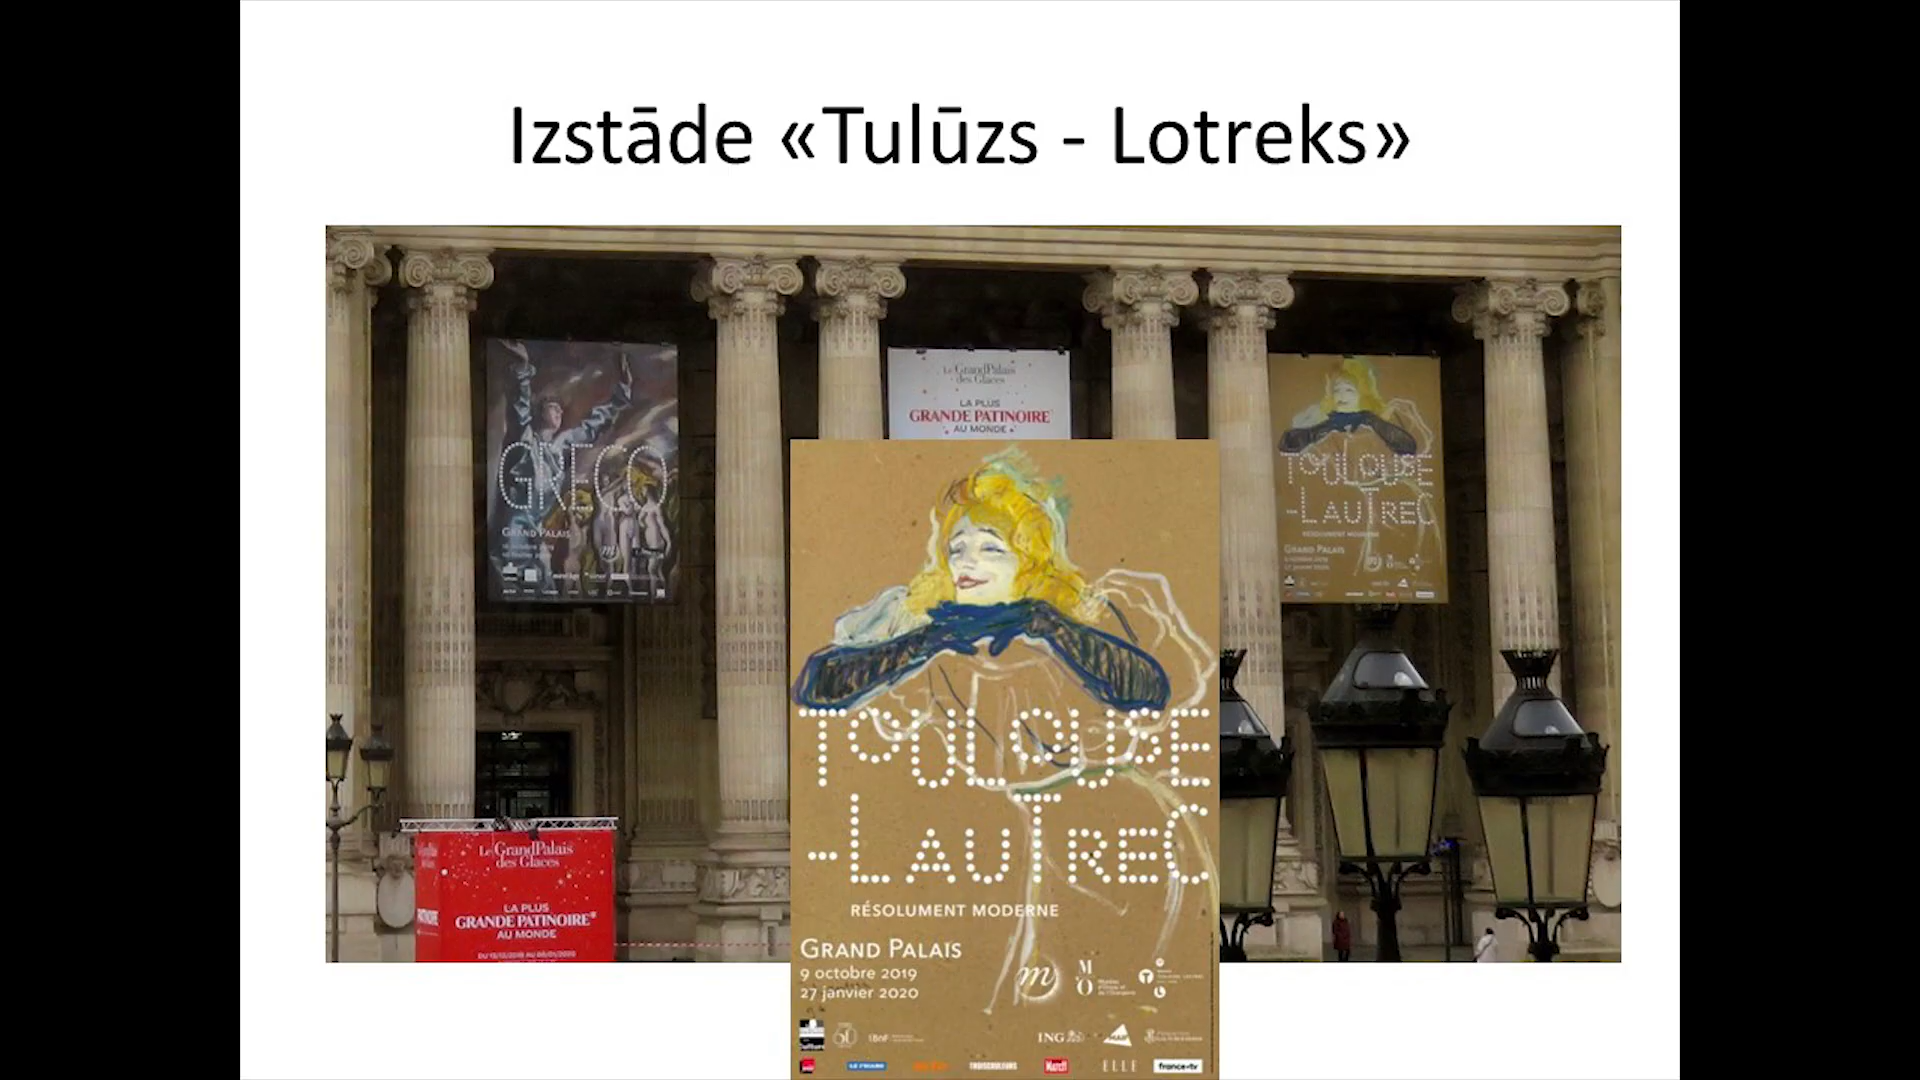 Izstāde «Tulūzs - Lotreks»
GRECO
GRAND PALAIS
Le GrandPalais
des Glaces
LA PLUS
GRANDE PATINOIRE
AU MONDE
TOULOUSE
-LAUTREC
RÉSOLUMENT MODERNE
GRAND PALAIS
Le GrandPalais
des Glaces
LA PLUS
GRANDE PATINOIRE*
AU MONDE
TOULOUSE
-LAUTREC
RÉSOLUMENT MODERNE
GRAND PALAIS
9 octobre 2019
27 janvier 2020
m
M
O
ING
ELLE
france•tv